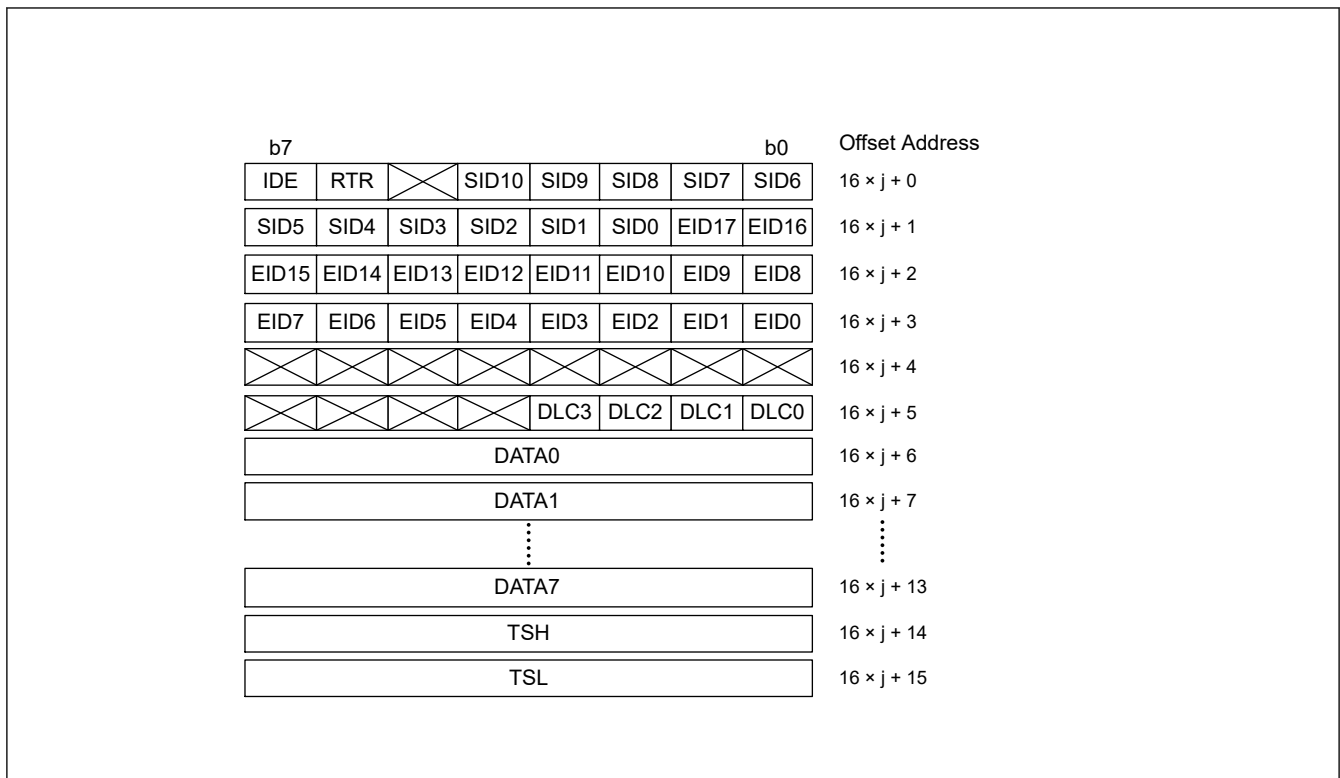 b7 b0 Offset Address
IDE RTR SID10 SID9 SID8 SID7 SID6 16 × j + 0
SID5 SID4 SID3 SID2 SID1 SID0 EID17 EID16 16 × j + 1
EID15 EID14 EID13 EID12 EID11 EID10 EID9 EID8 16 × j + 2
EID7 EID6 EID5 EID4 EID3 EID2 EID1 EID0 16 × j + 3
16 × j + 4
DLC3 DLC2 DLC1 DLC0 16 × j + 5
DATA0 16 × j + 6
DATA1 16 × j + 7
DATA7 16 × j + 13
TSH 16 × j + 14
TSL 16 × j + 15